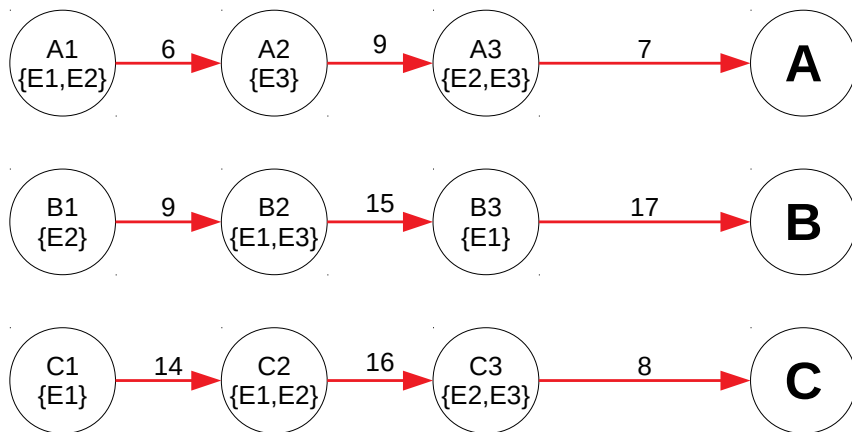 A1
{E1,E2}
6
A2
{E3}
9
A3
{E2,E3}
7
A
B1
{E2}
9
B2
{E1,E3}
15
B3
{E1}
17
B
C1
{E1}
14
C2
{E1,E2}
16
C3
{E2,E3}
8
C